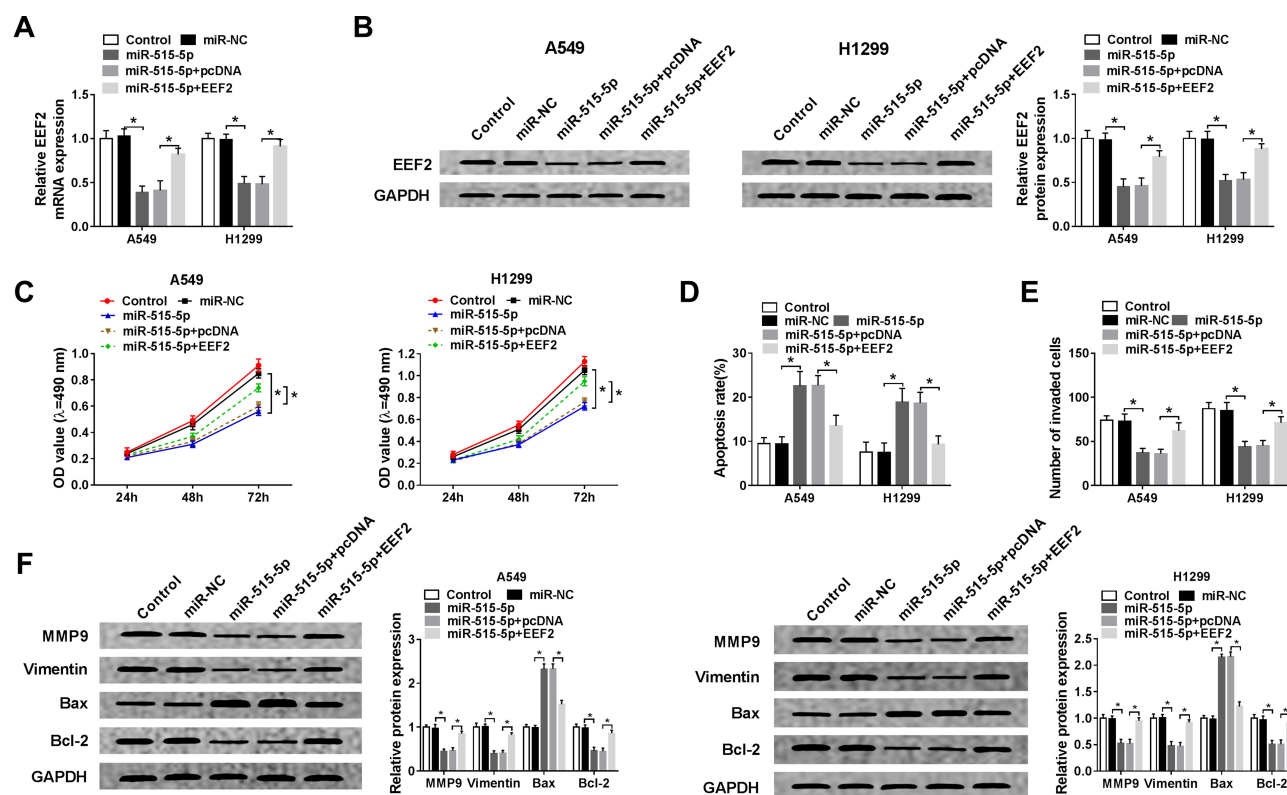 A
Control
miR-NC
miR-515-5p
miR-515-5p+pcDNA
miR-515-5p+EEF2
Relative EEF2
mRNA expression
1.5
1.0
0.5
0.0
*
*
*
*
A549
H1299
B
A549
H1299
Control
miR-NC
miR-515-5p
miR-515-5p+pcDNA
miR-515-5p+EEF2
Control
miR-NC
miR-515-5p
miR-515-5p+pcDNA
miR-515-5p+EEF2
EEF2
GAPDH
Control
miR-NC
miR-515-5p
miR-515-5p+pcDNA
miR-515-5p+EEF2
Relative EEF2
protein expression
1.5
1.0
0.5
0.0
*
*
*
*
A549
H1299
C
A549
Control
miR-NC
miR-515-5p
miR-515-5p+pcDNA
miR-515-5p+EEF2
OD value (λ=490 nm)
1.0
0.8
0.6
0.4
0.2
0.0
*
*
24h
48h
72h
H1299
Control
miR-NC
miR-515-5p
miR-515-5p+pcDNA
miR-515-5p+EEF2
OD value (λ=490 nm)
1.2
1.0
0.8
0.6
0.4
0.2
0.0
*
*
24h
48h
72h
D
Control
miR-NC
miR-515-5p
miR-515-5p+pcDNA
miR-515-5p+EEF2
Apoptosis rate(%)
30
20
10
0
*
*
*
*
A549
H1299
E
Control
miR-NC
miR-515-5p
miR-515-5p+pcDNA
miR-515-5p+EEF2
Number of invaded cells
150
100
50
0
*
*
*
*
A549
H1299
F
Control
miR-NC
miR-515-5p
miR-515-5p+pcDNA
miR-515-5p+EEF2
MMP9
Vimentin
Bax
Bcl-2
GAPDH
A549
Control
miR-NC
miR-515-5p
miR-515-5p+pcDNA
miR-515-5p+EEF2
Relative protein expression
3
2
1
0
*
*
*
*
*
*
*
*
MMP9
Vimentin
Bax
Bcl-2
Control
miR-NC
miR-515-5p
miR-515-5p+pcDNA
miR-515-5p+EEF2
MMP9
Vimentin
Bax
Bcl-2
GAPDH
H1299
Control
miR-NC
miR-515-5p
miR-515-5p+pcDNA
miR-515-5p+EEF2
Relative protein expression
2.5
2.0
1.5
1.0
0.5
0.0
*
*
*
*
*
*
*
*
MMP9
Vimentin
Bax
Bcl-2